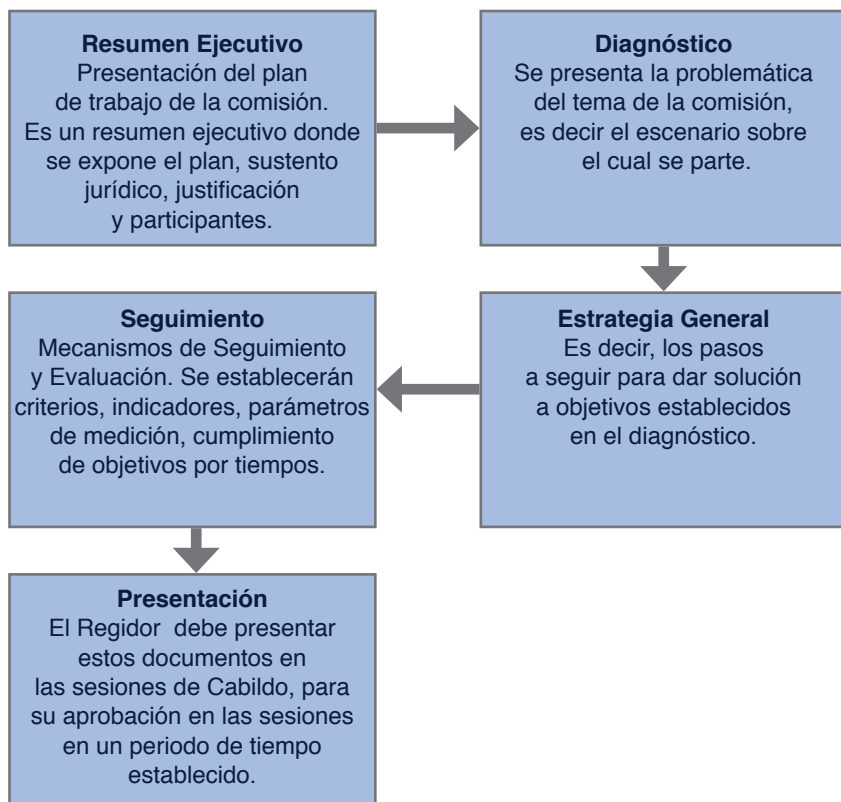 Resumen Ejecutivo
Presentación del plan
de trabajo de la comisión.
Es un resumen ejecutivo donde
se expone el plan, sustento
jurídico, justificación
y participantes.
Diagnóstico
Se presenta la problemática
del tema de la comisión,
es decir el escenario sobre
el cual se parte.
Estrategia General
Es decir, los pasos
a seguir para dar solución
a objetivos establecidos
en el diagnóstico.
Seguimiento
Mecanismos de Seguimiento
y Evaluación. Se establecerán
criterios, indicadores, parámetros
de medición, cumplimiento
de objetivos por tiempos.
Presentación
El Regidor debe presentar
estos documentos en
las sesiones de Cabildo, para
su aprobación en las sesiones
en un periodo de tiempo
establecido.